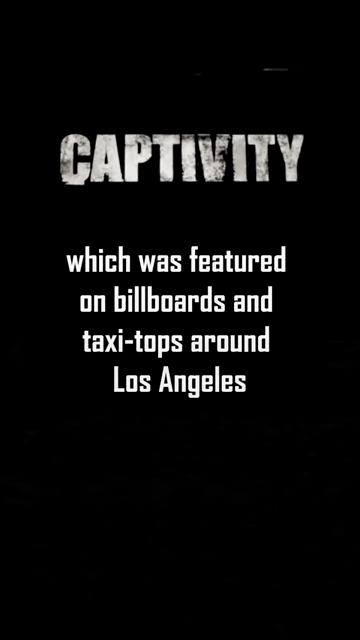 CAPTIVITY
which was featured
on billboards and
taxi-tops around
Los Angeles